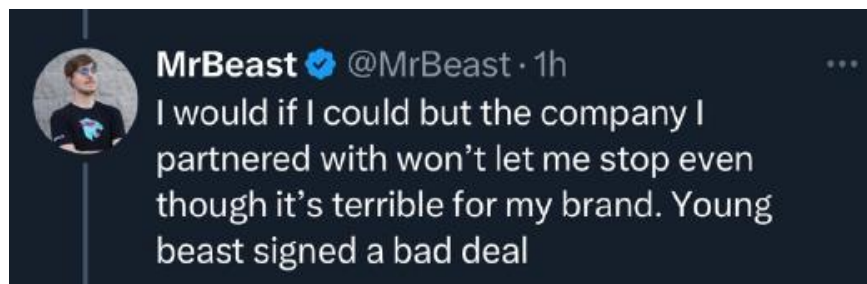 MrBeast @MrBeast · 1h
I would if I could but the company I
partnered with won’t let me stop even
though it’s terrible for my brand. Young
beast signed a bad deal